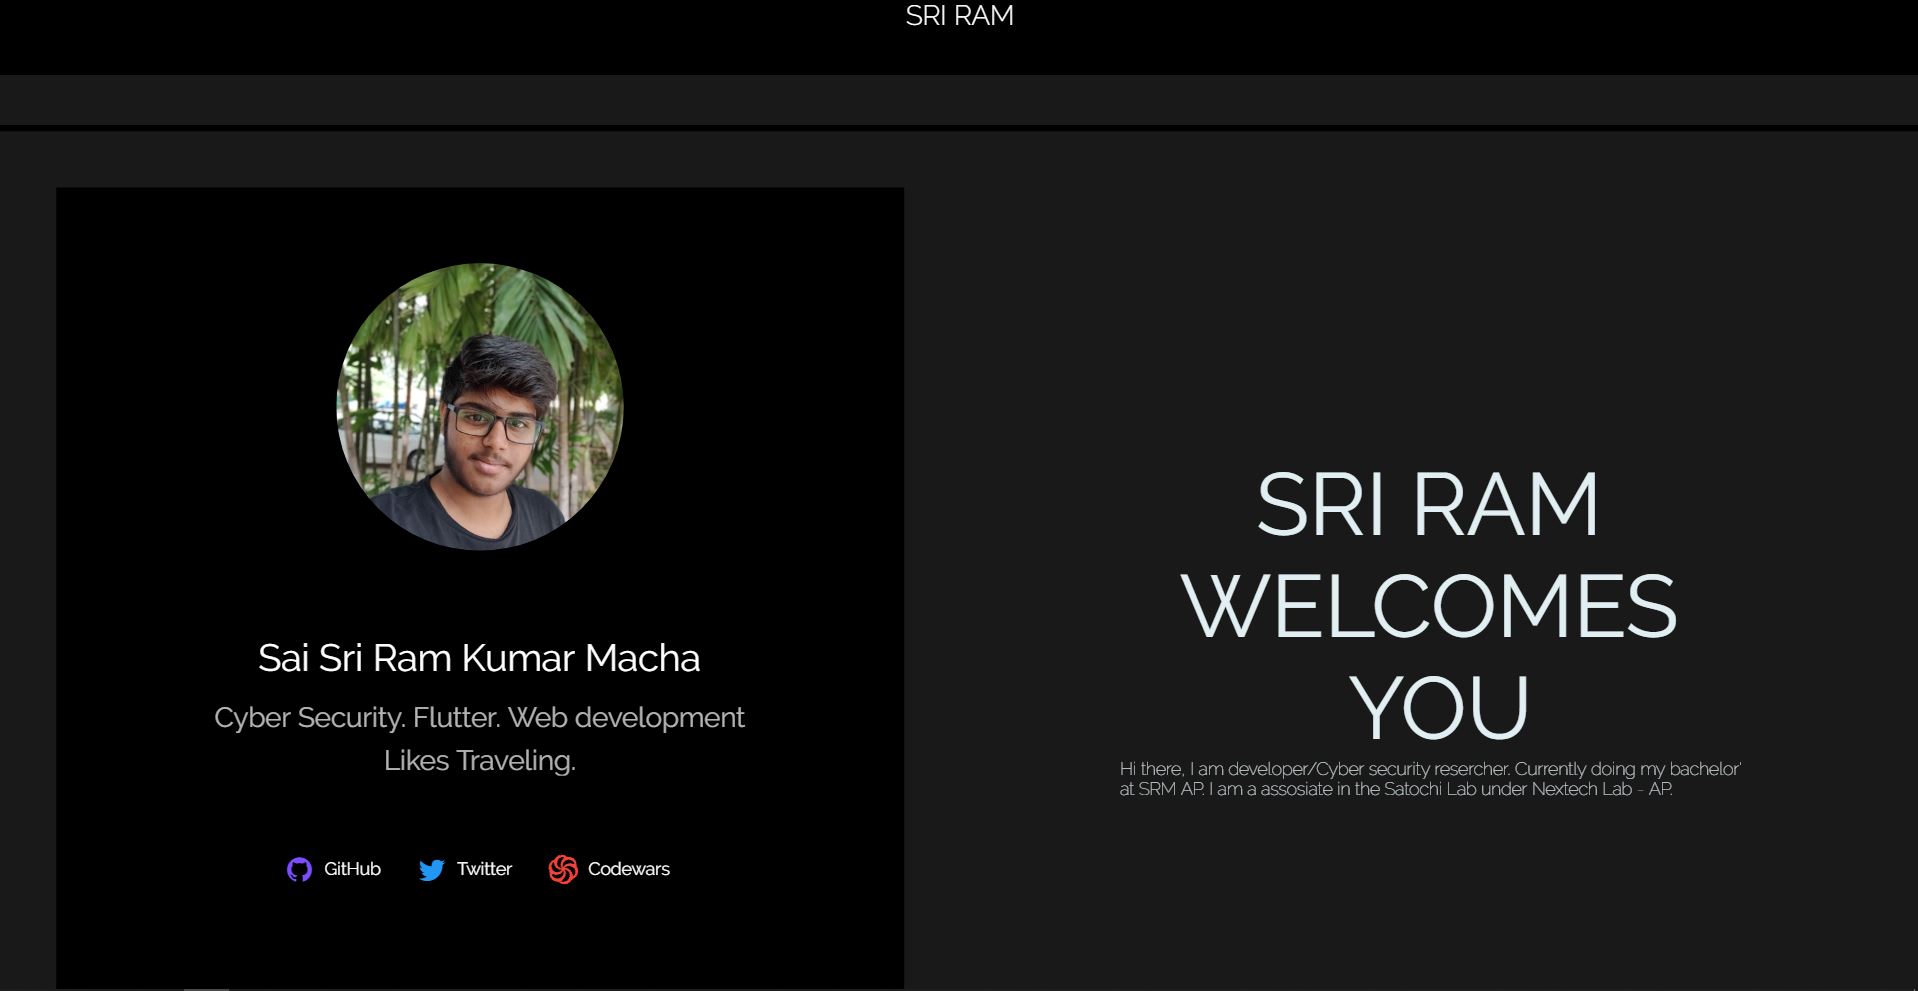 SRI RAM
Sai Sri Ram Kumar Macha
Cyber Security. Flutter. Web development
Likes Traveling.
GitHub Twitter Codewars
SRI RAM
WELCOMES
YOU
Hi there, I am developer/Cyber security resercher. Currently doing my bachelor'
at SRM AP. I am a assosiate in the Satochi Lab under Nextech Lab - AP.